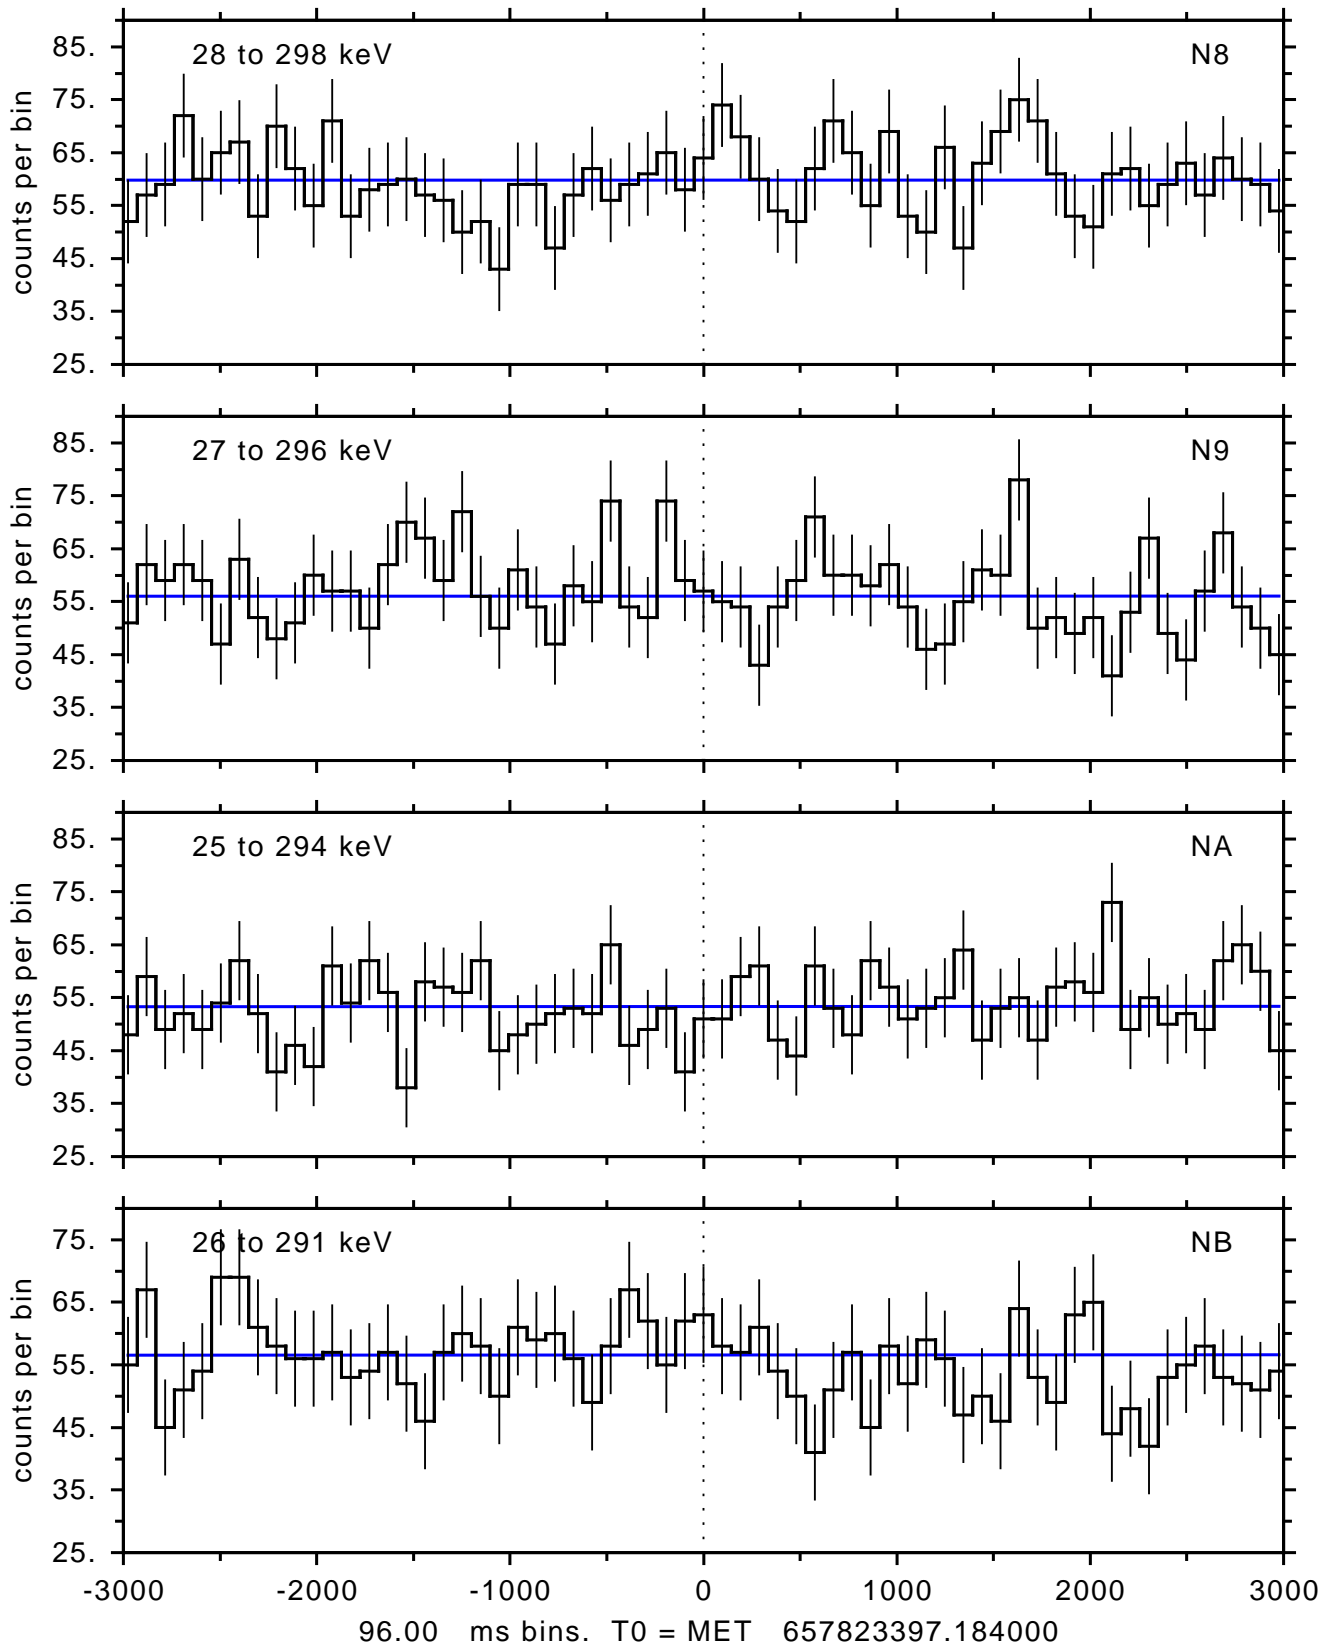 28 to 298 keV N8
85.
75.
65.
55.
45.
35.
25.
counts per bin
27 to 296 keV N9
85.
75.
65.
55.
45.
35.
25.
counts per bin
25 to 294 keV NA
85.
75.
65.
55.
45.
35.
25.
counts per bin
26 to 291 keV NB
75.
65.
55.
45.
35.
25.
counts per bin
-3000 -2000 -1000 0 1000 2000 3000
96.00 ms bins. T0 = MET 657823397.184000